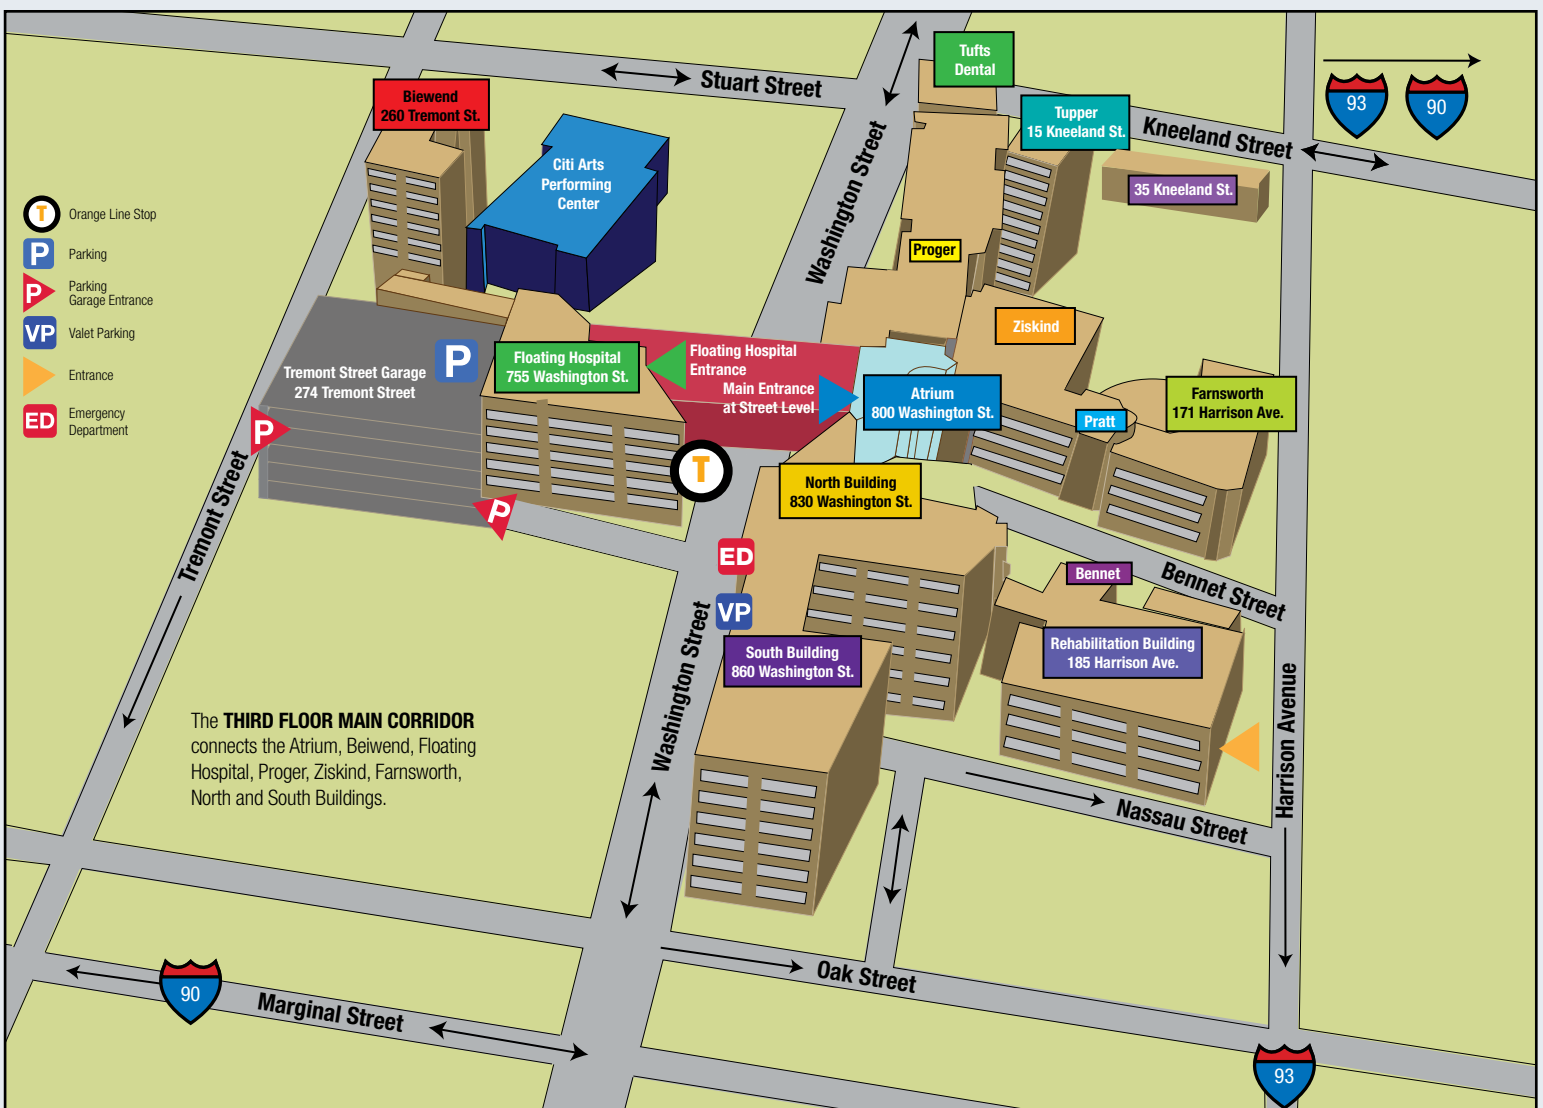 Tufts
Dental
Stuart Street
93
90
Biewend
260 Tremont St.
Tupper
15 Kneeland St.
Kneeland Street
Citi Arts
Performing
Center
Washington Street
35 Kneeland St.
T
Orange Line Stop
P
Parking
P
Parking
Garage Entrance
VP
Valet Parking
Entrance
ED
Emergency
Department
Proger
Ziskind
P
Tremont Street Garage
274 Tremont Street
Floating Hospital
755 Washington St.
Floating Hospital
Entrance
Main Entrance
at Street Level
Atrium
800 Washington St.
Pratt
Farnsworth
171 Harrison Ave.
P
T
P
North Building
830 Washington St.
Tremont Street
ED
VP
Bennet
Bennet Street
Washington Street
South Building
860 Washington St.
Rehabilitation Building
185 Harrison Ave.
Harrison Avenue
The THIRD FLOOR MAIN CORRIDOR
connects the Atrium, Beiwend, Floating
Hospital, Proger, Ziskind, Farnsworth,
North and South Buildings.
Nassau Street
Oak Street
90
Marginal Street
93